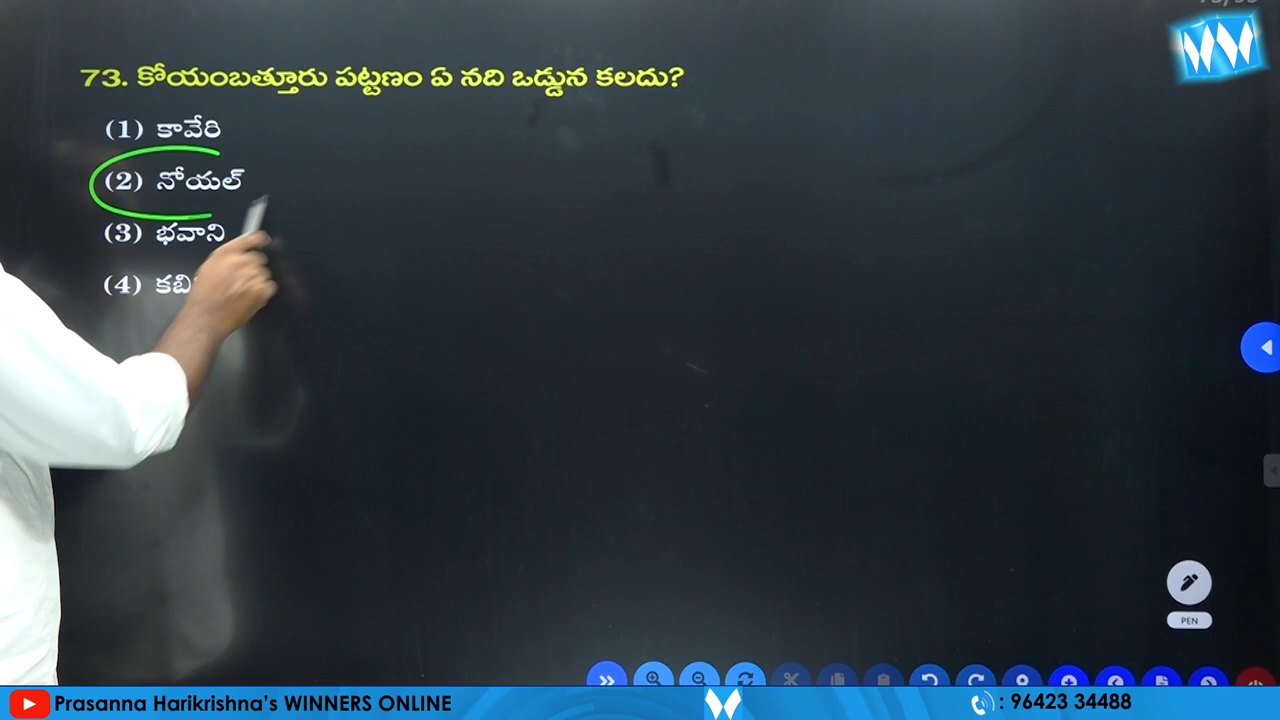 73. కోయంబత్తూరు పట్టణం ఏ నది ఒడ్డున కలదు?
(1) కావేరి
(2) నోయల్
(3) భవాని
(4)
PEN
Prasanna Harikrishna's WINNERS ONLINE
: 96423 34488